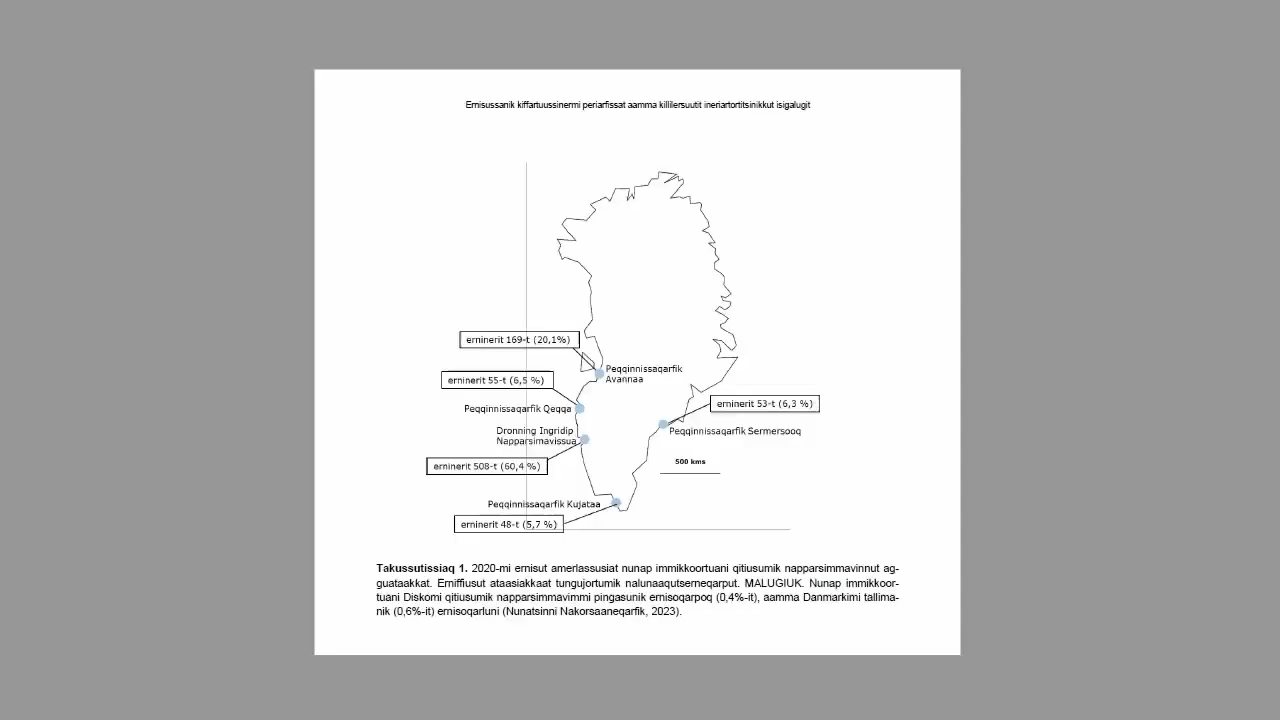 Ernisussanik kiffartuussinermi periarfissat aamma killilersuutit ineriartortitsinikkut isigalugit
erninerit 169-t (20,1%)
Peqqinnissaqarfik
Avannaa
erninerit 55-t (6,5 %)
erninerit 53-t (6,3 %)
Peqqinnissaqarfik Qeqqa
Dronning Ingridip
Napparsimavissua
Peqqinnissaqarfik Sermersooq
erninerit 508-t (60,4 %)
500 kms
Peqqinnissaqarfik Kujataa
erninerit 48-t (5,7 %)
Takussutissiaq 1. 2020-mi ernisut amerlassusiat nunap immikkoortuani qitiusumik napparsimmavinnut ag-
guataakkat. Erniffiusut ataasiakkaat tungujortumik nalunaaqutserneqarput. MALUGIUK. Nunap immikkoor-
tuani Diskomi qitiusumik napparsimmavimmi pingasunik ernisoqarpoq (0,4%-it), aamma Danmarkimi tallima-
nik (0,6%-it) ernisoqarluni (Nunatsinni Nakorsaaneqarfik, 2023).